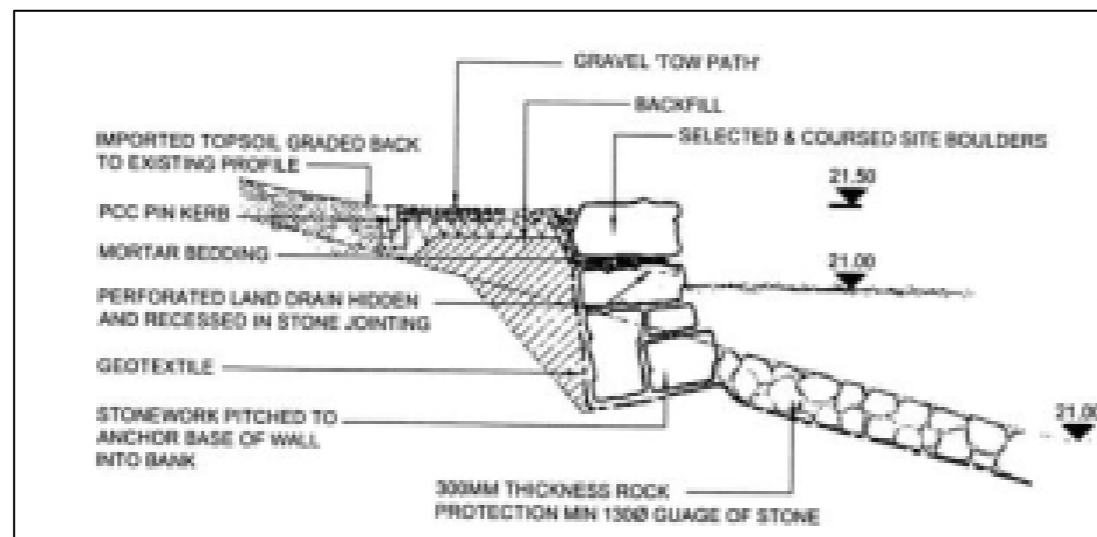 GRAVEL 'TOW PATH'
BACKFILL
SELECTED & COURSED SITE BOULDERS
IMPORTED TOPSOIL GRADED BACK
TO EXISTING PROFILE
21.50
PCC PIN KERB
MORTAR BEDDING
21.00
PERFORATED LAND DRAIN HIDDEN
AND RECESSED IN STONE JOINTING
GEOTEXTILE
STONEWORK PITCHED TO
ANCHOR BASE OF WALL
INTO BANK
21.00
300MM THICKNESS ROCK
PROTECTION MIN 130Ø GUAGE OF STONE